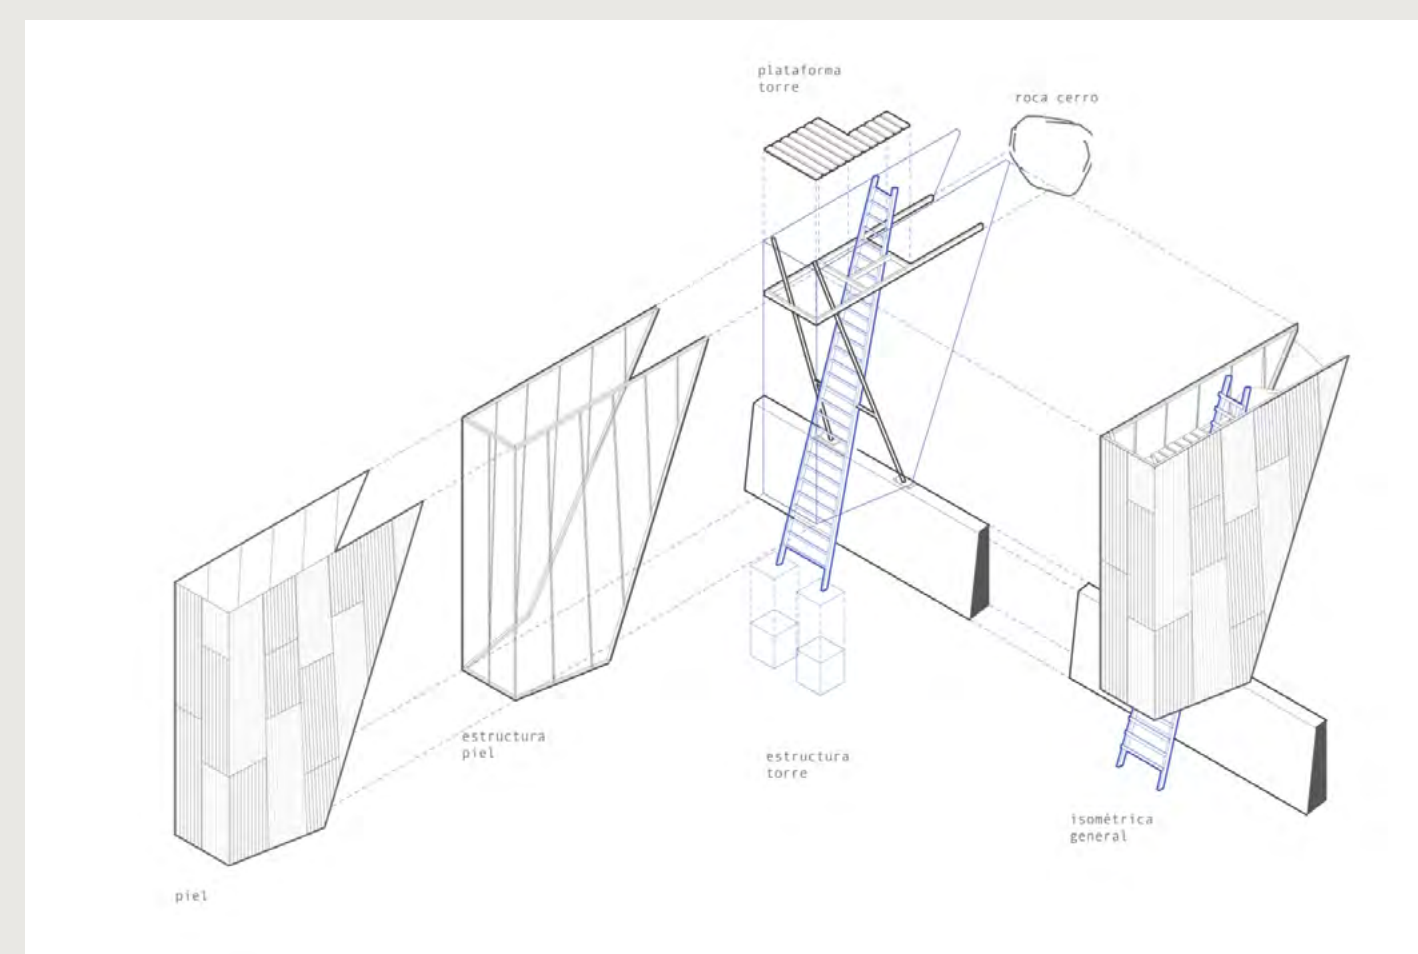 plataforma
torre
roca cerro
estructura
piel
estructura
torre
isométrica
general
piel